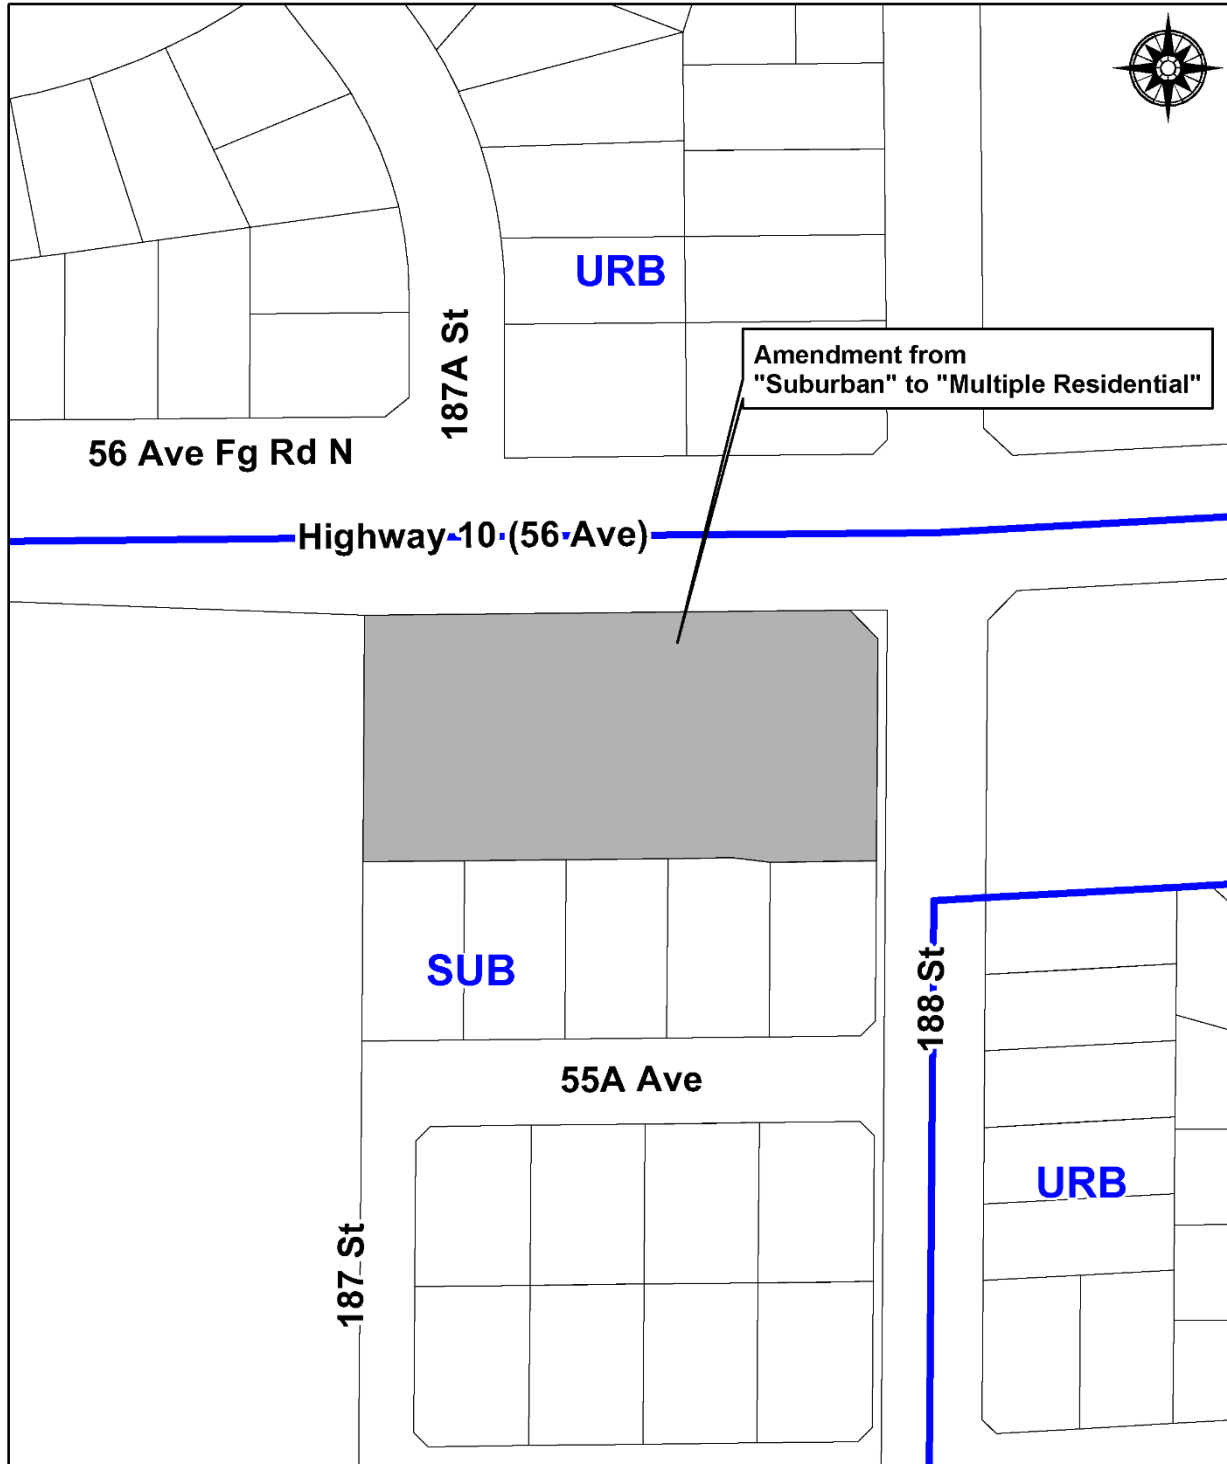 URB
187A St
Amendment from
"Suburban" to "Multiple Residential"
56 Ave Fg Rd N
Highway 10 (56 Ave)
SUB
188 St
55A Ave
URB
187 St